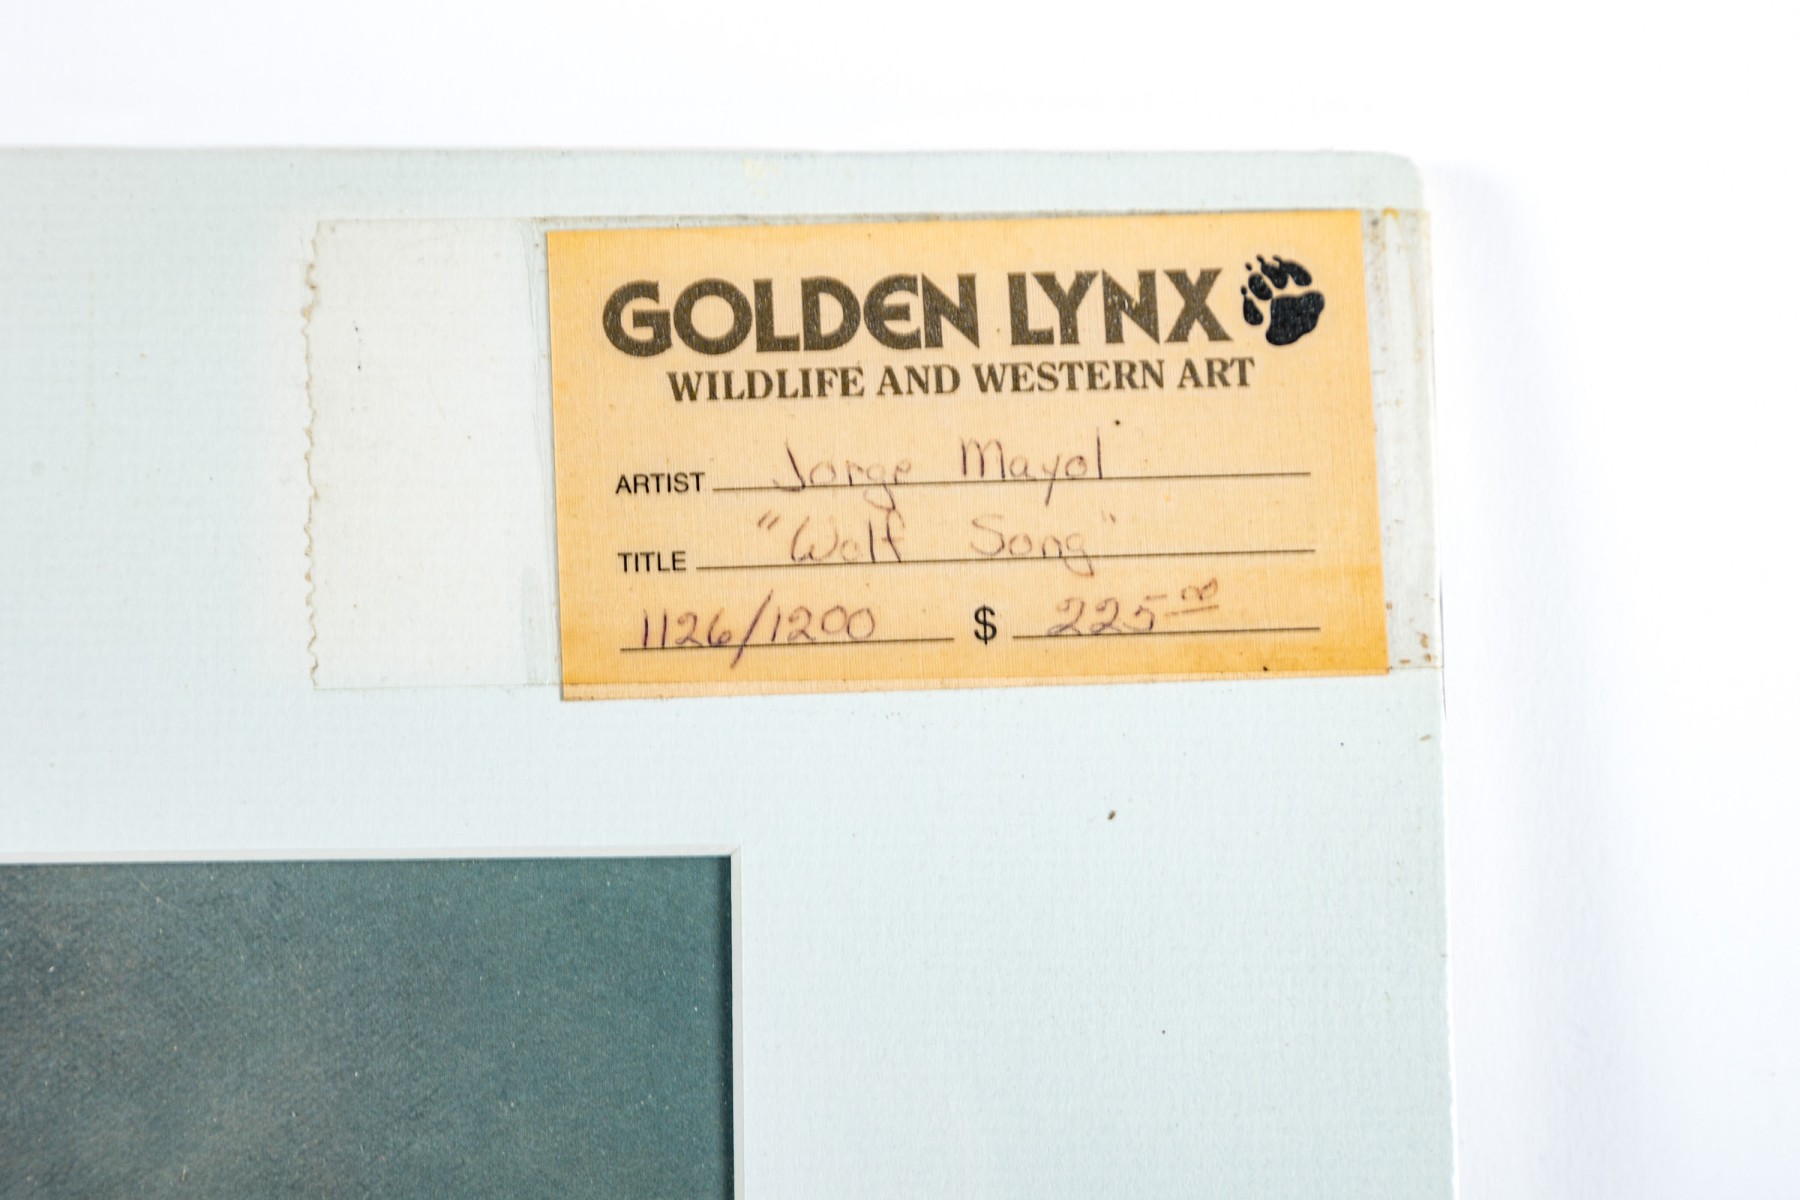 GOLDEN LYNX
WILDLIFE AND WESTERN ART
ARTIST Jorge Mayol
TITLE "Wolf Song"
1126/1200 $ 225.00